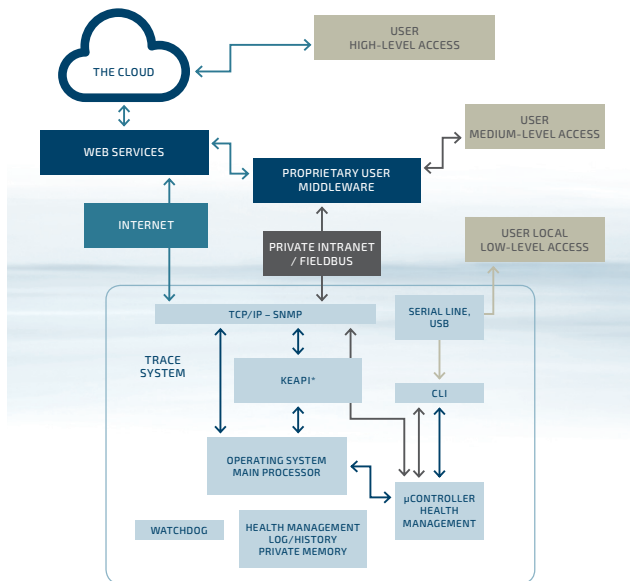 USER
HIGH-LEVEL ACCESS
THE CLOUD
USER
MEDIUM-LEVEL ACCESS
WEB SERVICES
PROPRIETARY USER
MIDDLEWARE
INTERNET
PRIVATE INTRANET
/ FIELDBUS
USER LOCAL
LOW-LEVEL ACCESS
TCP/IP – SNMP
SERIAL LINE,
USB
TRACE
SYSTEM
KEAPI*
CLI
OPERATING SYSTEM
MAIN PROCESSOR
µCONTROLLER
HEALTH
MANAGEMENT
WATCHDOG
HEALTH MANAGEMENT
LOG/HISTORY
PRIVATE MEMORY